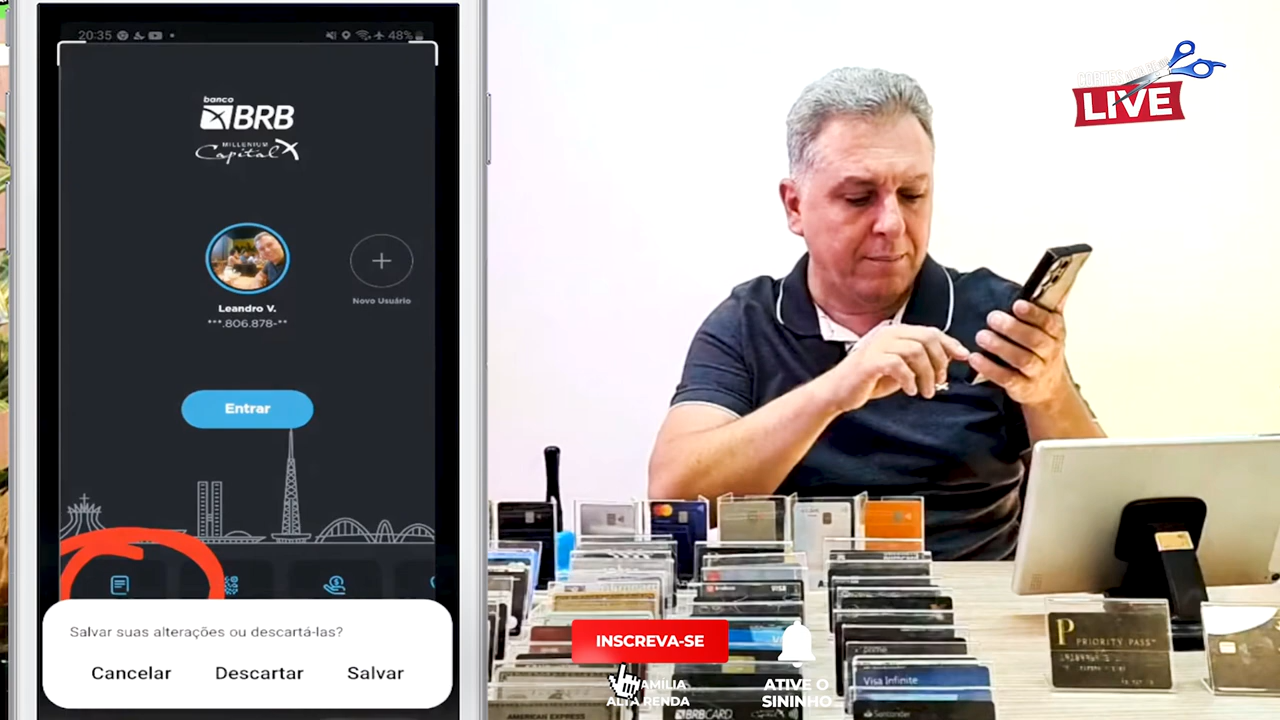 20:35
48%
banco
BRB
MILLENIUM
Capital X
Leandro V.
***.806.878-**
Novo Usuário
Entrar
Salvar suas alterações ou descartá-las?
Cancelar
Descartar
Salvar
LIVE
INSCREVA-SE
FAMÍLIA
ALTA RENDA
ATIVE O
SININHO
VISA
PRIORITY PASS
Visa Infinite
Santander
BRBCARD
AMERICAN EXPRESS